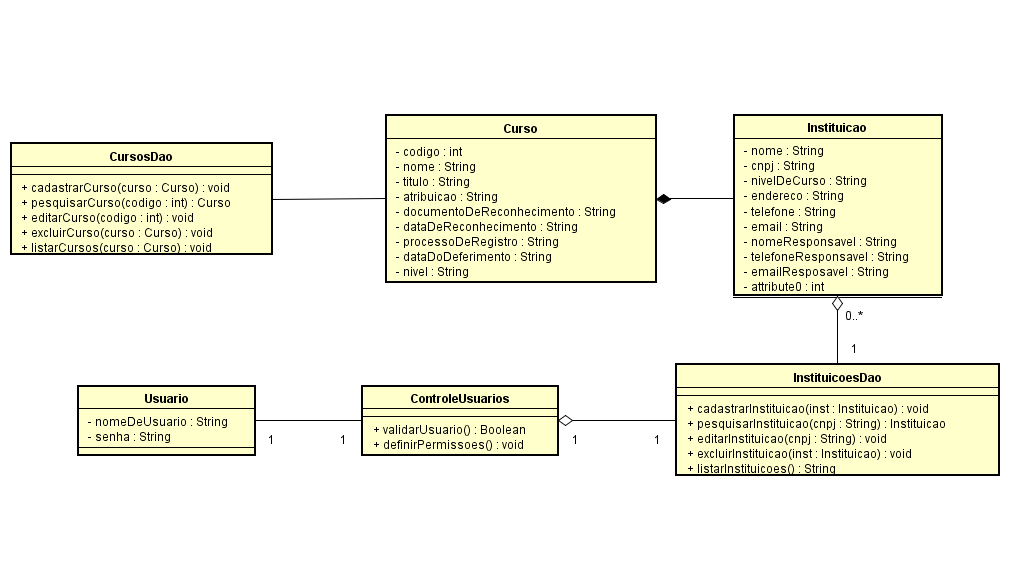 CursosDao
+ cadastrarCurso(curso : Curso) : void
+ pesquisarCurso(codigo : int) : Curso
+ editarCurso(codigo : int) : void
+ excluirCurso(curso : Curso) : void
+ listarCursos(curso : Curso) : void
Curso
- codigo : int
- nome : String
- titulo : String
- atribuicao : String
- documentoDeReconhecimento : String
- dataDeReconhecimento : String
- processoDeRegistro : String
- dataDoDeferimento : String
- nivel : String
Instituicao
- nome : String
- cnpj : String
- nivelDeCurso : String
- endereco : String
- telefone : String
- email : String
- nomeResponsavel : String
- telefoneResponsavel : String
- emailResposavel : String
- attribute0 : int
0..*
1
Usuario
- nomeDeUsuario : String
- senha : String
1
1
ControleUsuarios
+ validarUsuario() : Boolean
+ definirPermissoes() : void
1
1
InstituicoesDao
+ cadastrarInstituicao(inst : Instituicao) : void
+ pesquisarInstituicao(cnpj : String) : Instituicao
+ editarInstituicao(cnpj : String) : void
+ excluirInstituicao(inst : Instituicao) : void
+ listarInstituicoes() : String